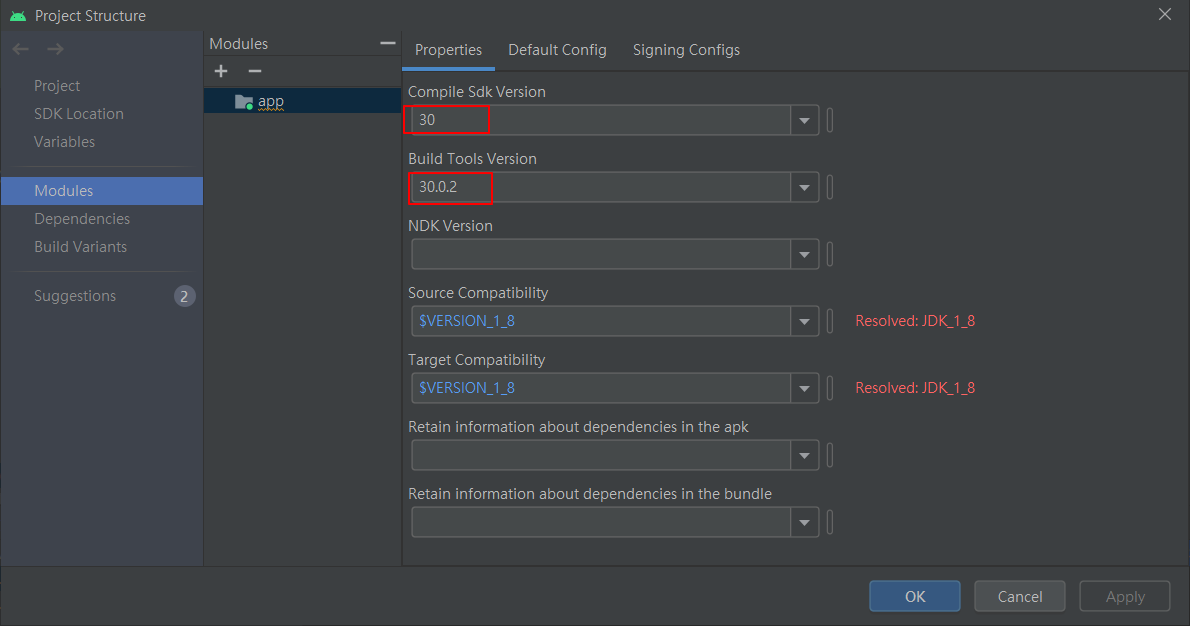 Project Structure
Project
SDK Location
Variables
Modules
Dependencies
Build Variants
Suggestions 2
Modules
app
Properties Default Config Signing Configs
Compile Sdk Version
30
Build Tools Version
30.0.2
NDK Version
Source Compatibility
$VERSION_1_8 Resolved: JDK_1_8
Target Compatibility
$VERSION_1_8 Resolved: JDK_1_8
Retain information about dependencies in the apk
Retain information about dependencies in the bundle
OK Cancel Apply